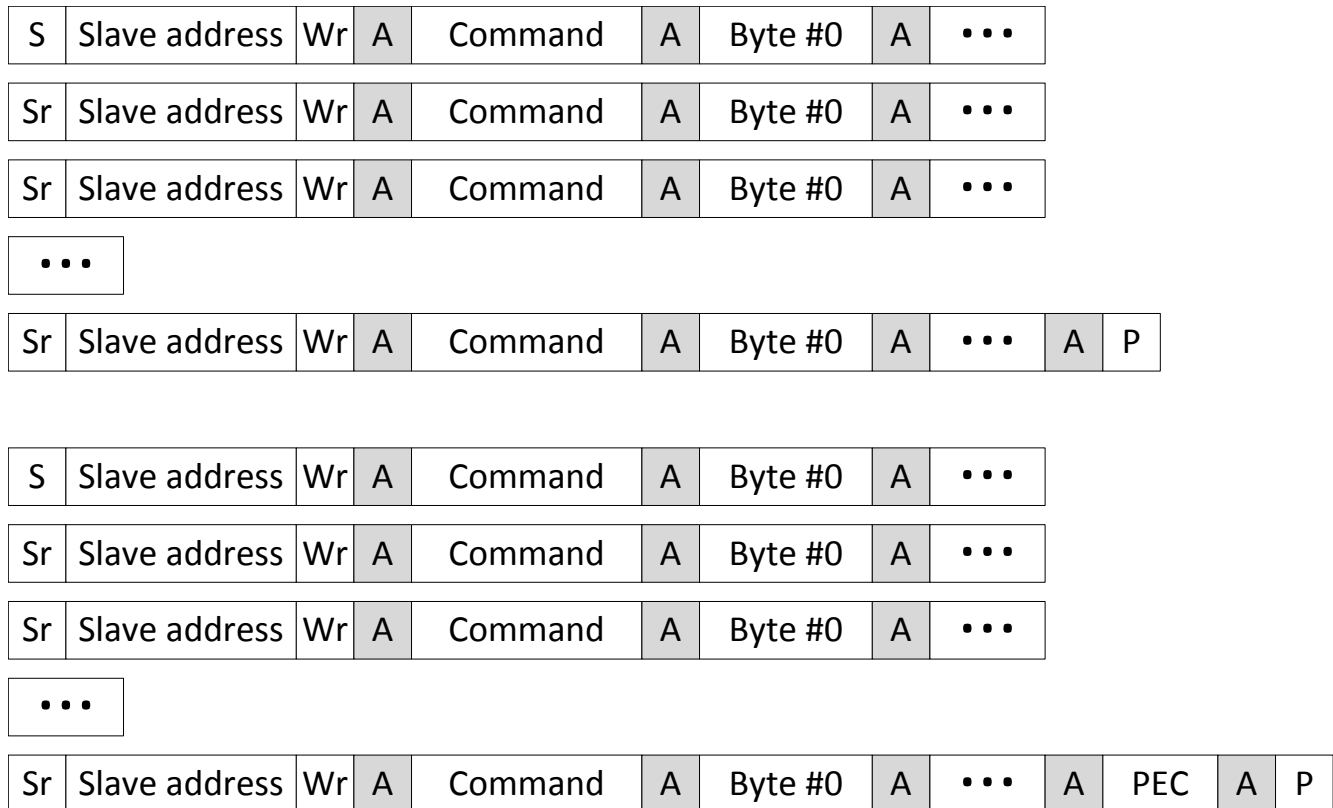 S Slave address Wr A Command A Byte #0 A •••
Sr Slave address Wr A Command A Byte #0 A •••
Sr Slave address Wr A Command A Byte #0 A •••
•••
Sr Slave address Wr A Command A Byte #0 A ••• A P
S Slave address Wr A Command A Byte #0 A •••
Sr Slave address Wr A Command A Byte #0 A •••
Sr Slave address Wr A Command A Byte #0 A •••
•••
Sr Slave address Wr A Command A Byte #0 A ••• A PEC A P